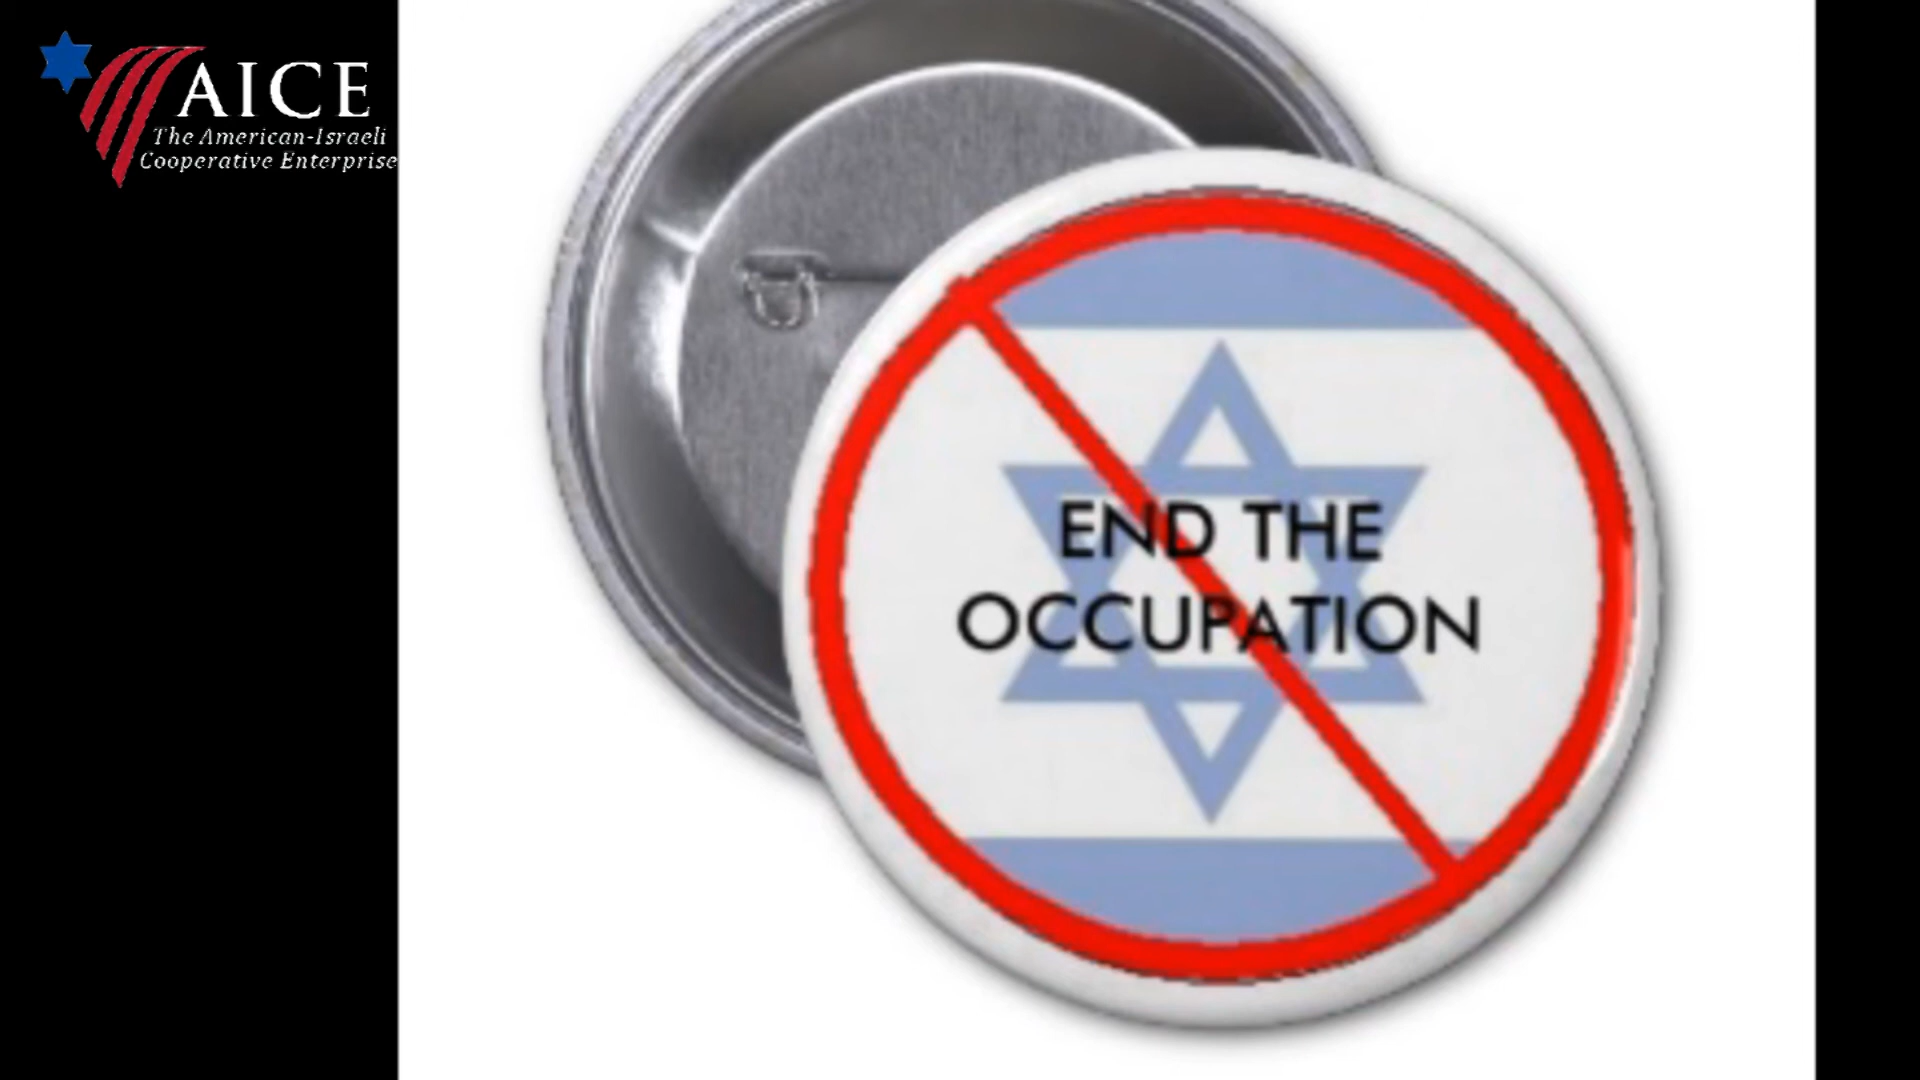 AICE
The American-Israeli
Cooperative Enterprise
END THE
OCCUPATION